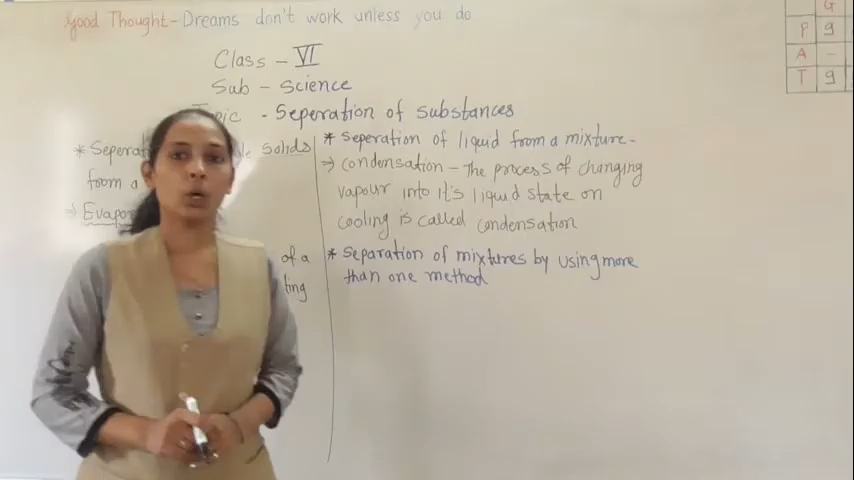 Good Thought - Dreams don't work unless you do
Class - VI
Sub - Science
Topic - Seperation of substances
* Seperat
le solids
from a
⇒ Evapor
of a
ting
* Seperation of liquid from a mixture -
⇒ Condensation - The process of changing
vapour into it's liquid state on
cooling is called condensation
* Separation of mixtures by using more
than one method
G
P 9
A -
T 9